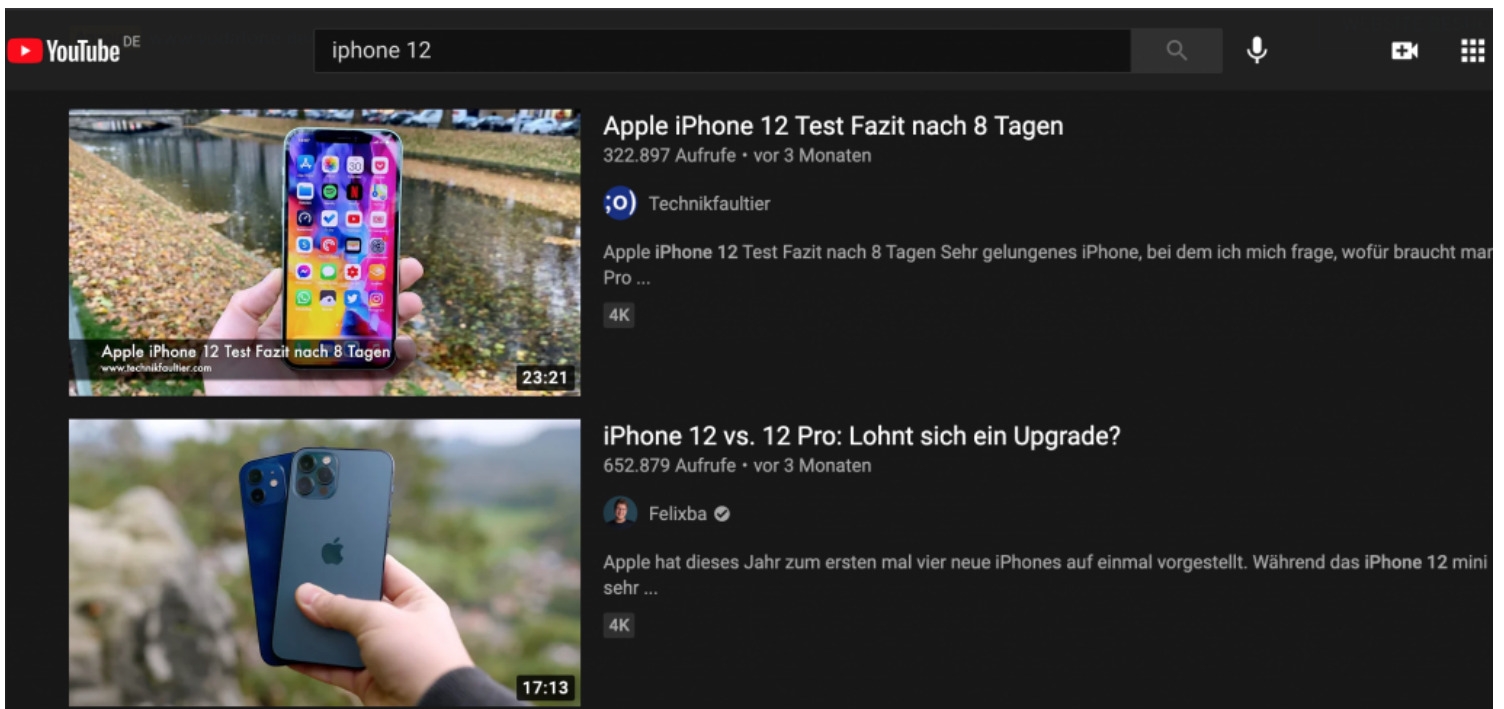 YouTube DE
iphone 12
Apple iPhone 12 Test Fazit nach 8 Tagen
www.technikfaultier.com
23:21
Apple iPhone 12 Test Fazit nach 8 Tagen
322.897 Aufrufe • vor 3 Monaten
;o) Technikfaultier
Apple iPhone 12 Test Fazit nach 8 Tagen Sehr gelungenes iPhone, bei dem ich mich frage, wofür braucht man
Pro ...
4K
17:13
iPhone 12 vs. 12 Pro: Lohnt sich ein Upgrade?
652.879 Aufrufe • vor 3 Monaten
Felixba
Apple hat dieses Jahr zum ersten mal vier neue iPhones auf einmal vorgestellt. Während das iPhone 12 mini
sehr ...
4K